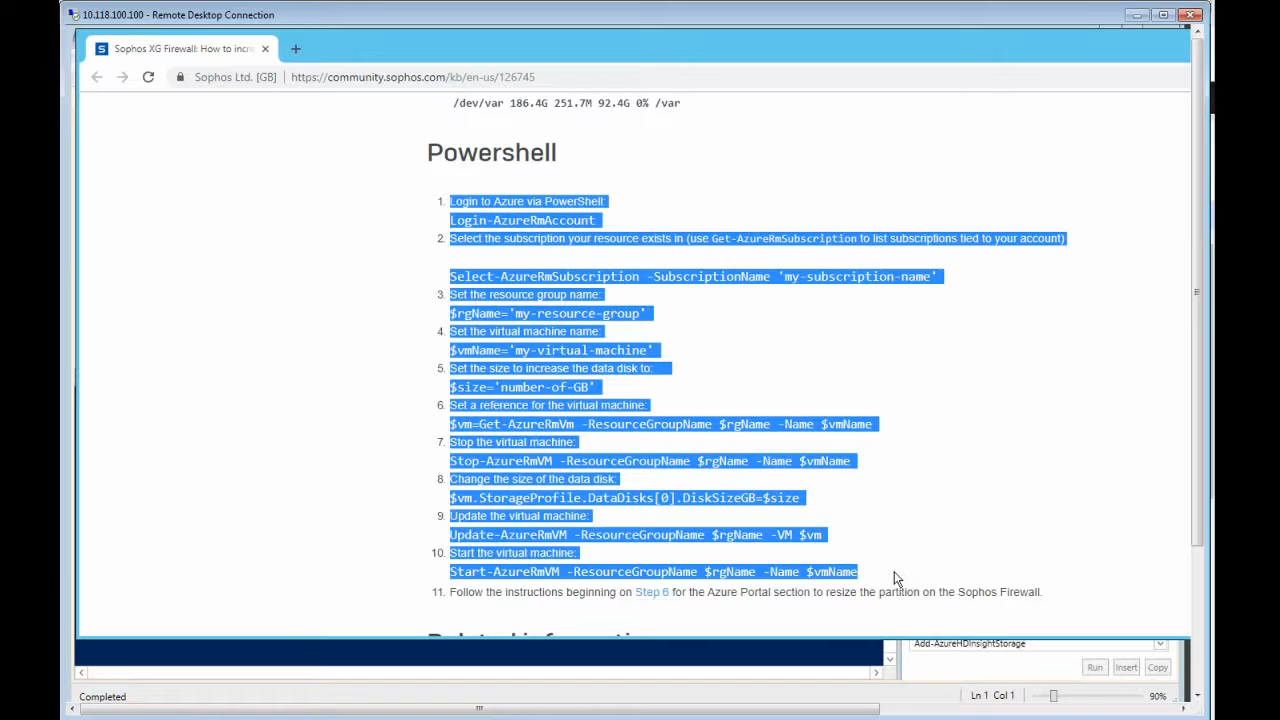 10.118.100.100 - Remote Desktop Connection
Sophos XG Firewall: How to incre
Sophos Ltd. [GB] https://community.sophos.com/kb/en-us/126745
/dev/var 186.4G 251.7M 92.4G 0% /var
Powershell
1. Login to Azure via PowerShell:
Login-AzureRmAccount
2. Select the subscription your resource exists in (use Get-AzureRmSubscription to list subscriptions tied to your account)
Select-AzureRmSubscription –SubscriptionName 'my-subscription-name'
3. Set the resource group name:
$rgName='my-resource-group'
4. Set the virtual machine name:
$vmName='my-virtual-machine'
5. Set the size to increase the data disk to:
$size='number-of-GB'
6. Set a reference for the virtual machine:
$vm=Get-AzureRmVm -ResourceGroupName $rgName -Name $vmName
7. Stop the virtual machine:
Stop-AzureRmVM -ResourceGroupName $rgName -Name $vmName
8. Change the size of the data disk:
$vm.StorageProfile.DataDisks[0].DiskSizeGB=$size
9. Update the virtual machine:
Update-AzureRmVM -ResourceGroupName $rgName -VM $vm
10. Start the virtual machine:
Start-AzureRmVM -ResourceGroupName $rgName -Name $vmName
11. Follow the instructions beginning on Step 6 for the Azure Portal section to resize the partition on the Sophos Firewall.
Add-AzureHDInsightStorage
Run Insert Copy
Completed Ln 1 Col 1 90%